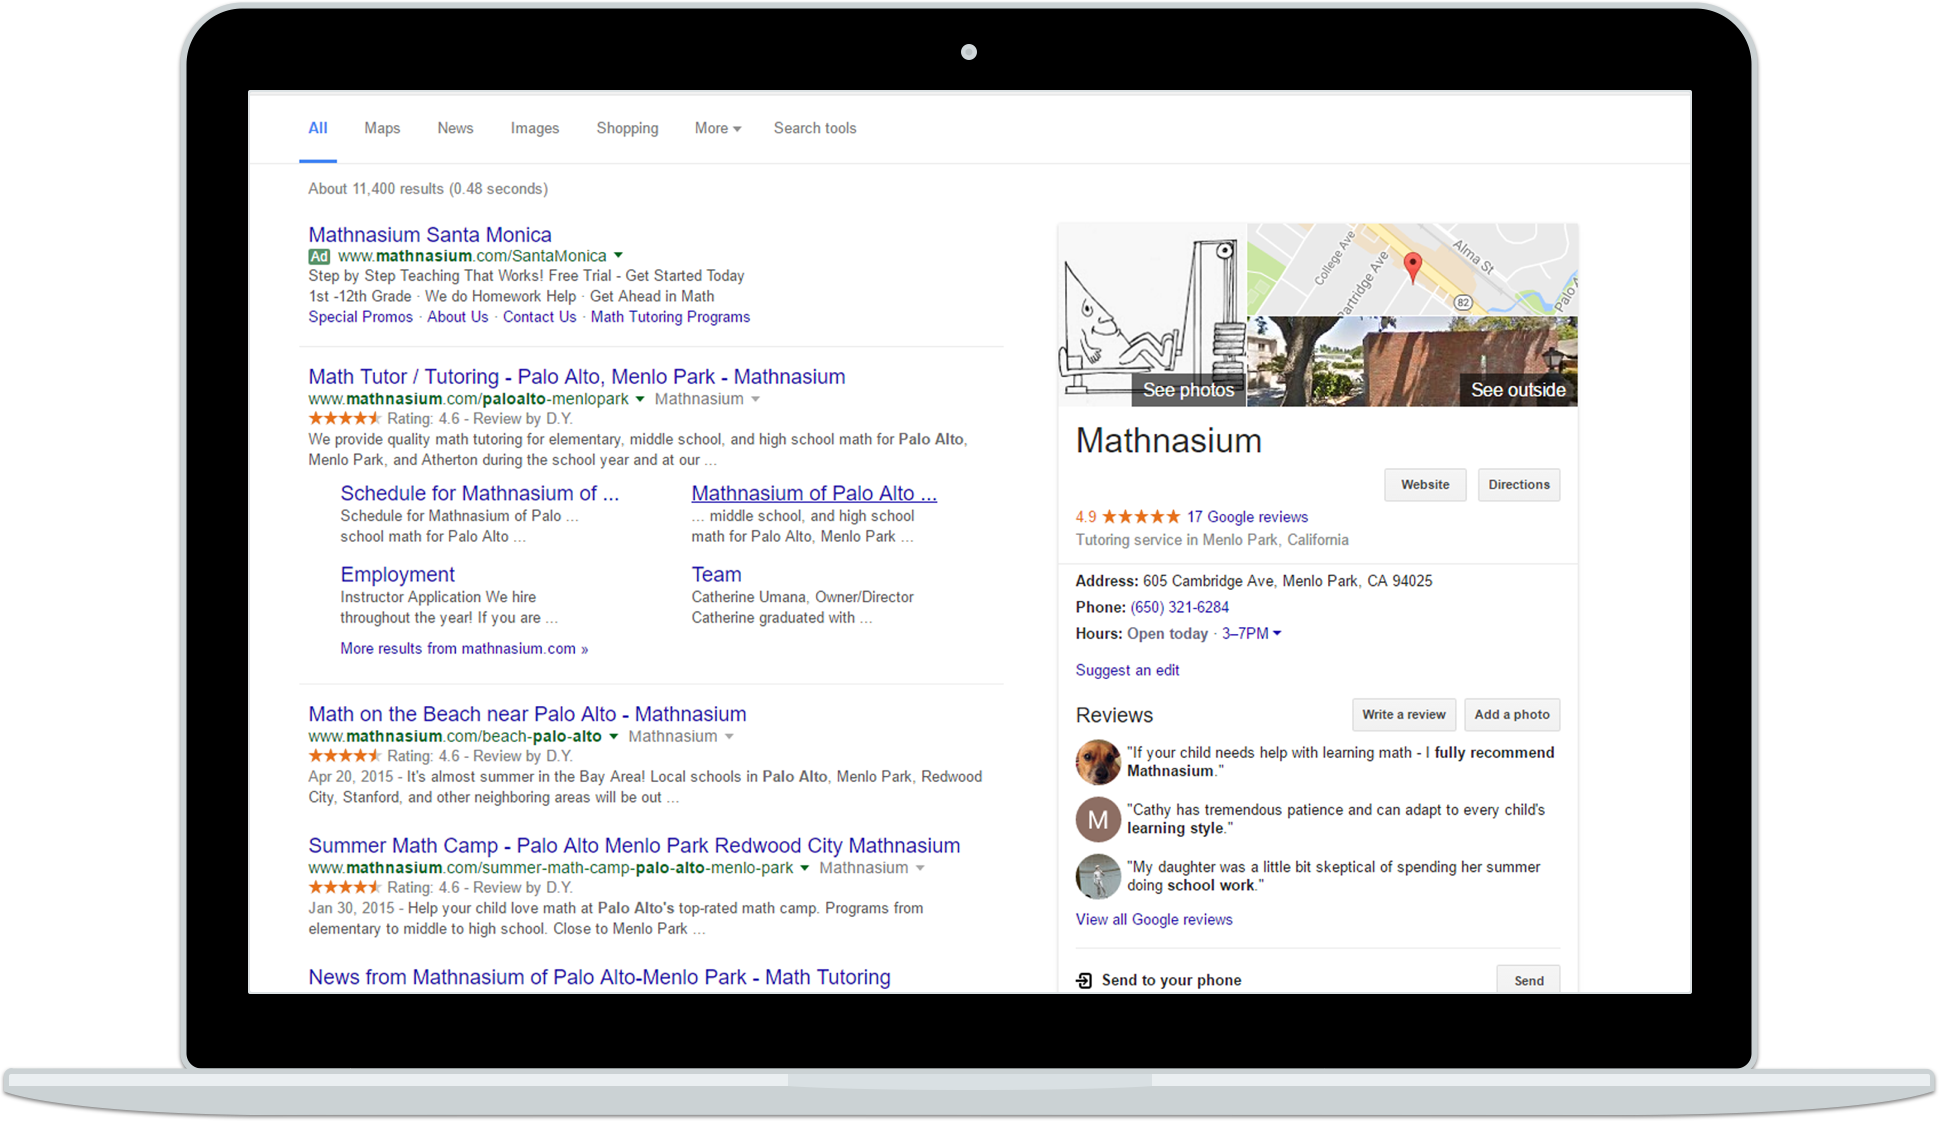 All Maps News Images Shopping More Search tools
About 11,400 results (0.48 seconds)
Mathnasium Santa Monica
Ad www.mathnasium.com/SantaMonica
Step by Step Teaching That Works! Free Trial - Get Started Today
1st -12th Grade · We do Homework Help · Get Ahead in Math
Special Promos · About Us · Contact Us · Math Tutoring Programs
Math Tutor / Tutoring - Palo Alto, Menlo Park - Mathnasium
www.mathnasium.com/paloalto-menlopark Mathnasium
Rating: 4.6 - Review by D.Y.
We provide quality math tutoring for elementary, middle school, and high school math for Palo Alto,
Menlo Park, and Atherton during the school year and at our ...
Schedule for Mathnasium of ...
Schedule for Mathnasium of Palo ...
school math for Palo Alto ...
Mathnasium of Palo Alto ...
... middle school, and high school
math for Palo Alto, Menlo Park ...
Employment
Instructor Application We hire
throughout the year! If you are ...
Team
Catherine Umana, Owner/Director
Catherine graduated with ...
More results from mathnasium.com »
Math on the Beach near Palo Alto - Mathnasium
www.mathnasium.com/beach-palo-alto Mathnasium
Rating: 4.6 - Review by D.Y.
Apr 20, 2015 - It's almost summer in the Bay Area! Local schools in Palo Alto, Menlo Park, Redwood
City, Stanford, and other neighboring areas will be out ...
Summer Math Camp - Palo Alto Menlo Park Redwood City Mathnasium
www.mathnasium.com/summer-math-camp-palo-alto-menlo-park Mathnasium
Rating: 4.6 - Review by D.Y.
Jan 30, 2015 - Help your child love math at Palo Alto's top-rated math camp. Programs from
elementary to middle to high school. Close to Menlo Park ...
News from Mathnasium of Palo Alto-Menlo Park - Math Tutoring
College Ave
Partridge Ave
Alma St
82
Palo A
See photos
See outside
Mathnasium
Website
Directions
4.9 17 Google reviews
Tutoring service in Menlo Park, California
Address: 605 Cambridge Ave, Menlo Park, CA 94025
Phone: (650) 321-6284
Hours: Open today · 3–7PM
Suggest an edit
Reviews
Write a review
Add a photo
"If your child needs help with learning math - I fully recommend
Mathnasium."
M
"Cathy has tremendous patience and can adapt to every child's
learning style."
"My daughter was a little bit skeptical of spending her summer
doing school work."
View all Google reviews
Send to your phone
Send